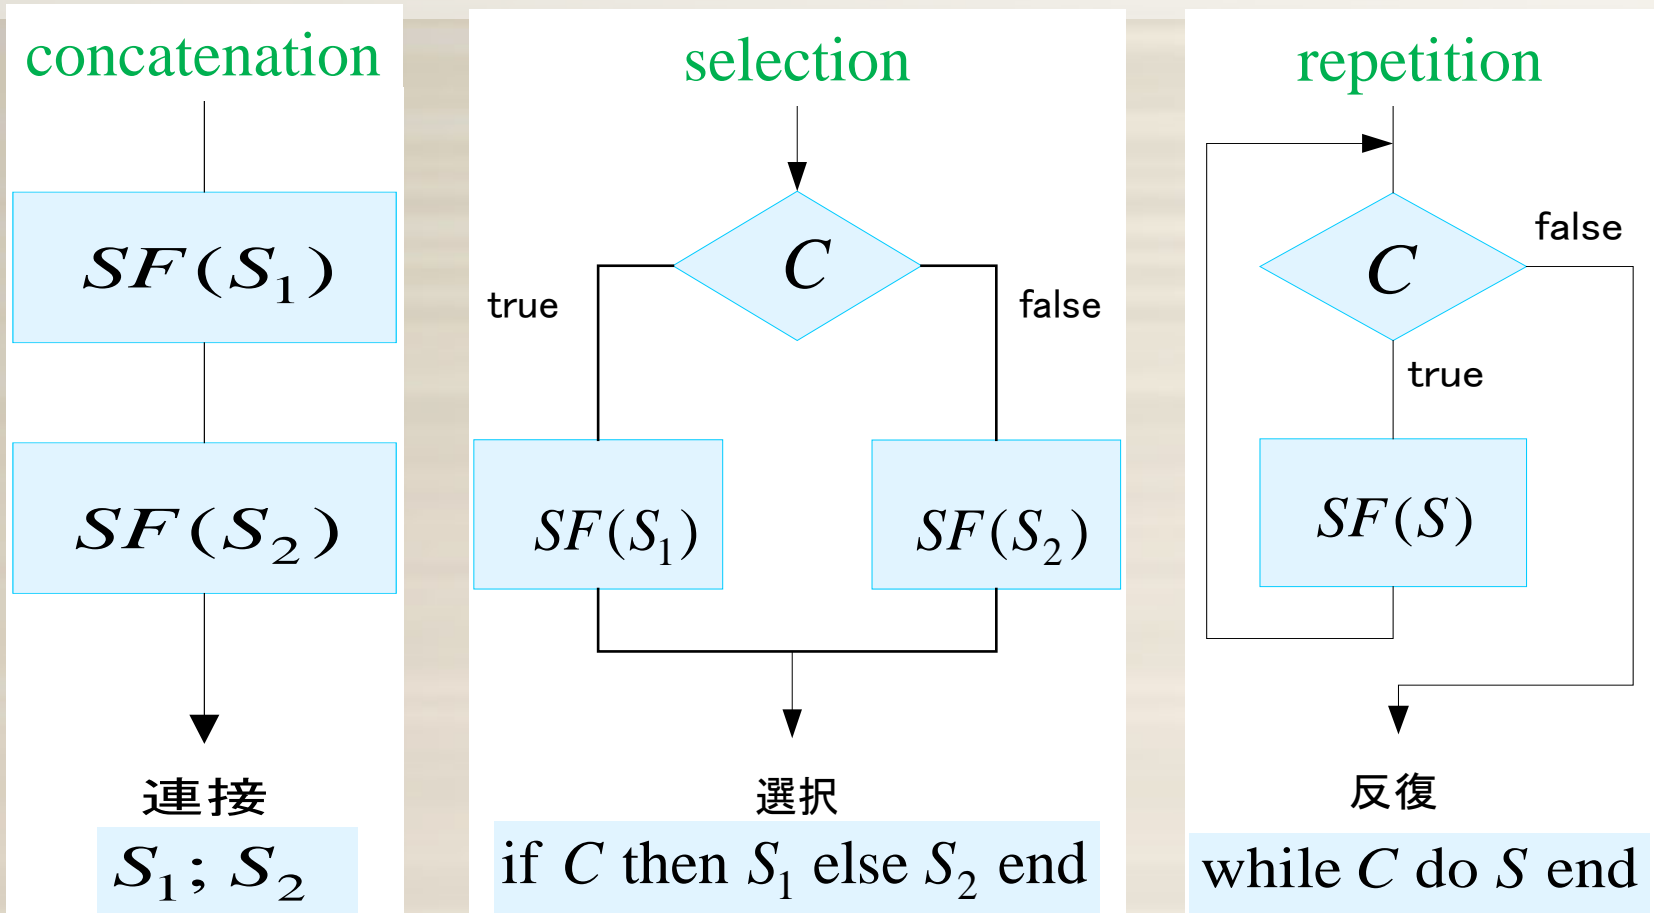 concatenation
SF(S₁)
SF(S₂)
連接
S₁; S₂
selection
C
true
false
SF(S₁)
SF(S₂)
選択
if C then S₁ else S₂ end
repetition
C
false
true
SF(S)
反復
while C do S end